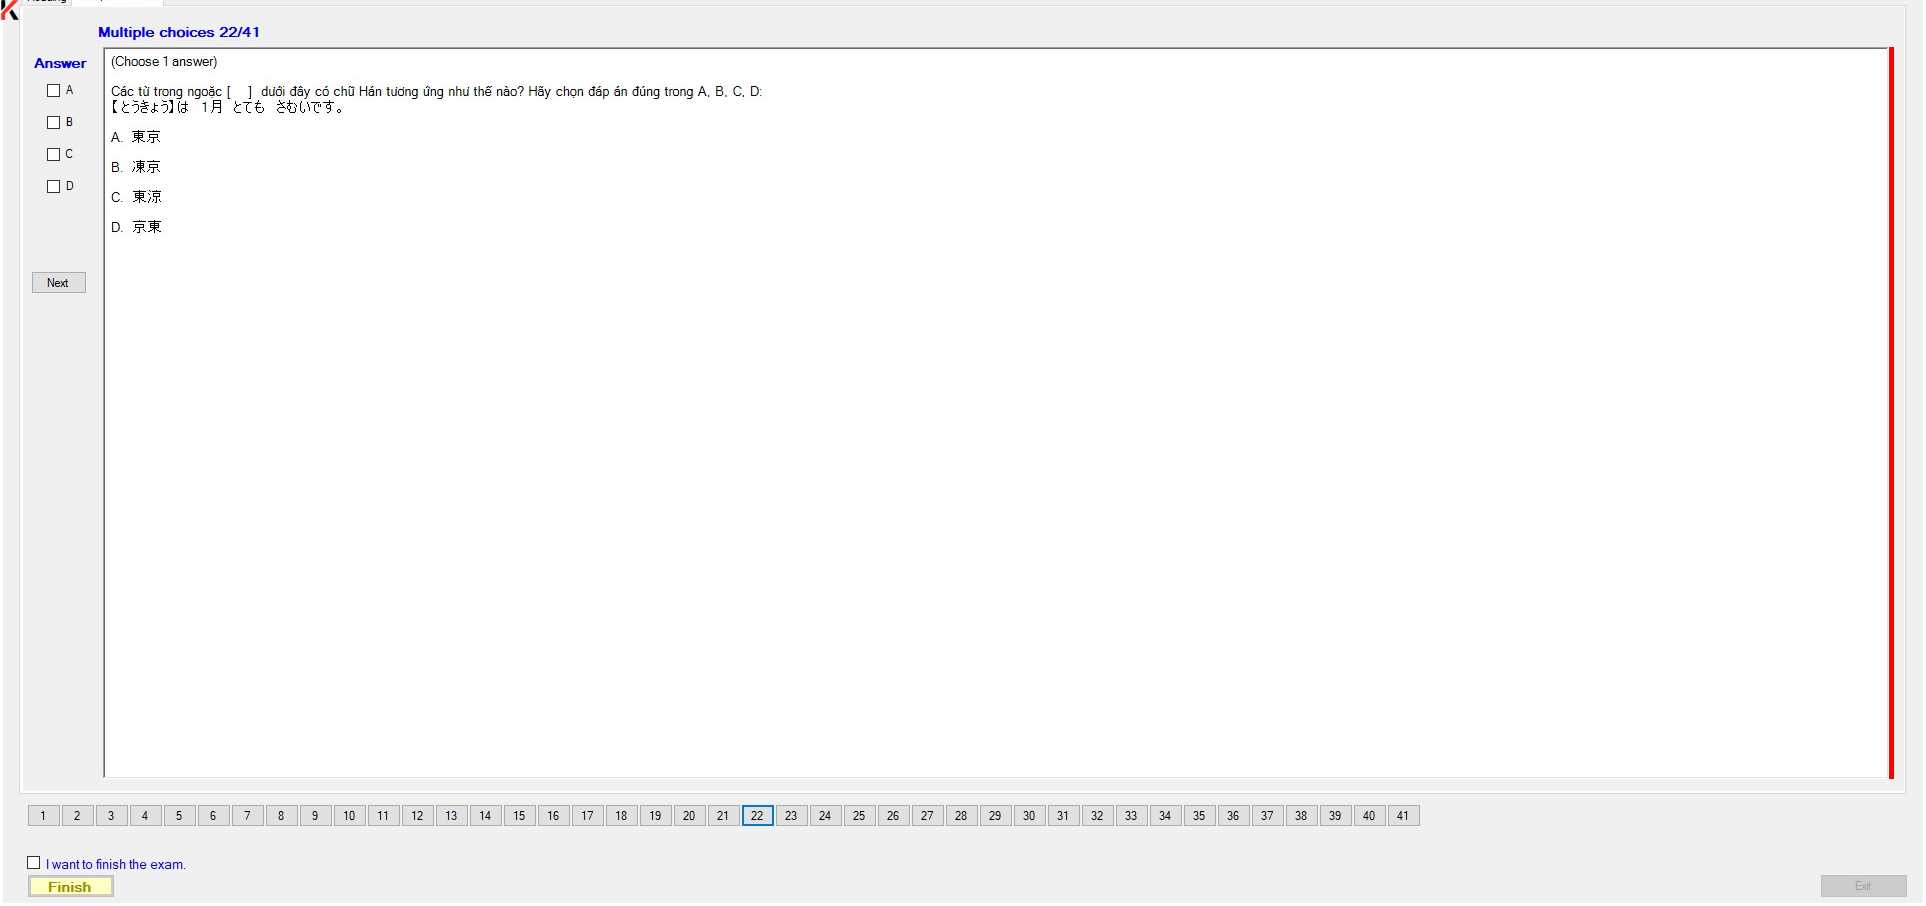 Multiple choices 22/41
Answer
A
B
C
D
Next
(Choose 1 answer)
Các từ trong ngoặc [   ] dưới đây có chữ Hán tương ứng như thế nào? Hãy chọn đáp án đúng trong A, B, C, D:
【とうきょう】は　1月　とても　さむいです。
A. 東京
B. 凍京
C. 東涼
D. 京東
1 2 3 4 5 6 7 8 9 10 11 12 13 14 15 16 17 18 19 20 21 22 23 24 25 26 27 28 29 30 31 32 33 34 35 36 37 38 39 40 41
I want to finish the exam.
Finish
Exit